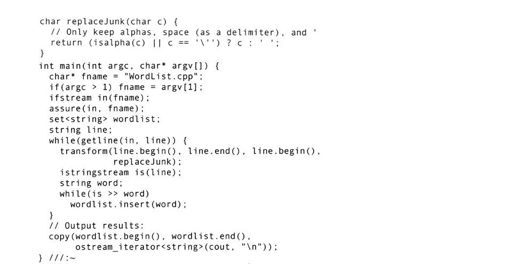 char replaceJunk(char c) {
// Only keep alphas, space (as a delimiter), and '
return (isalpha(c) || c == '\'') ? c : ' ';
}
int main(int argc, char* argv[]) {
char* fname = "WordList.cpp";
if(argc > 1) fname = argv[1];
ifstream in(fname);
assure(in, fname);
set<string> wordlist;
string line;
while(getline(in, line)) {
transform(line.begin(), line.end(), line.begin(),
replaceJunk);
istringstream is(line);
string word;
while(is >> word)
wordlist.insert(word);
}
// Output results:
copy(wordlist.begin(), wordlist.end(),
ostream_iterator<string>(cout, "\n"));
} ///:~